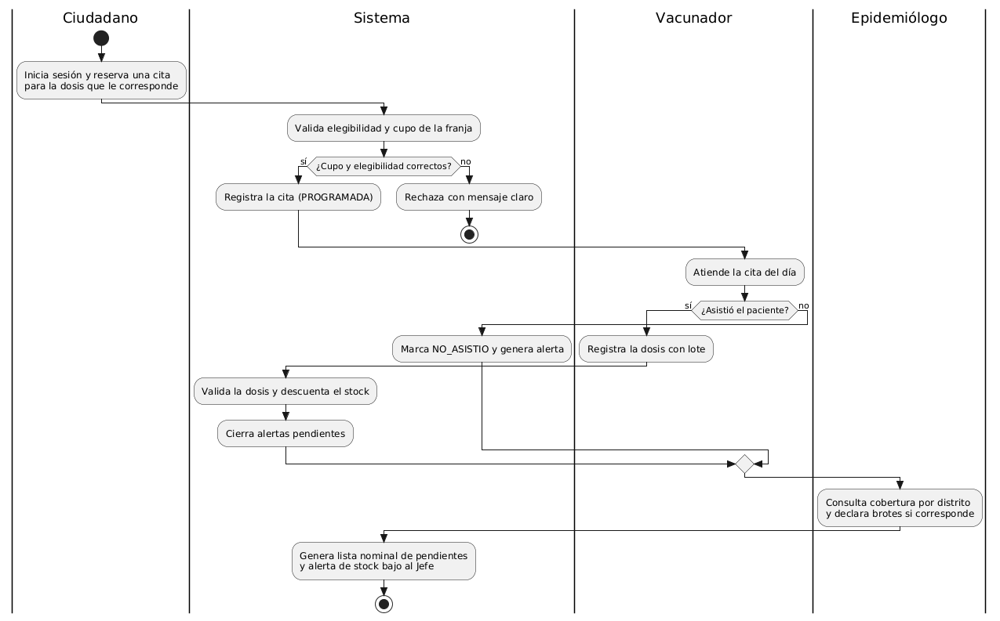 Ciudadano
Sistema
Vacunador
Epidemiólogo
Inicia sesión y reserva una cita
para la dosis que le corresponde
Valida elegibilidad y cupo de la franja
¿Cupo y elegibilidad correctos?
sí
no
Registra la cita (PROGRAMADA)
Rechaza con mensaje claro
Atiende la cita del día
¿Asistió el paciente?
sí
no
Marca NO_ASISTIO y genera alerta
Registra la dosis con lote
Valida la dosis y descuenta el stock
Cierra alertas pendientes
Consulta cobertura por distrito
y declara brotes si corresponde
Genera lista nominal de pendientes
y alerta de stock bajo al Jefe